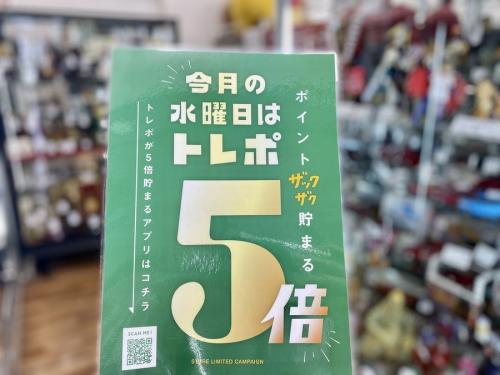 今月の
水曜日は
トレポ
5倍
ポイント
ザックザク
貯まる
トレポが5倍貯まるアプリはコチラ
SCAN ME!
STORE LIMITED CAMPAIGN